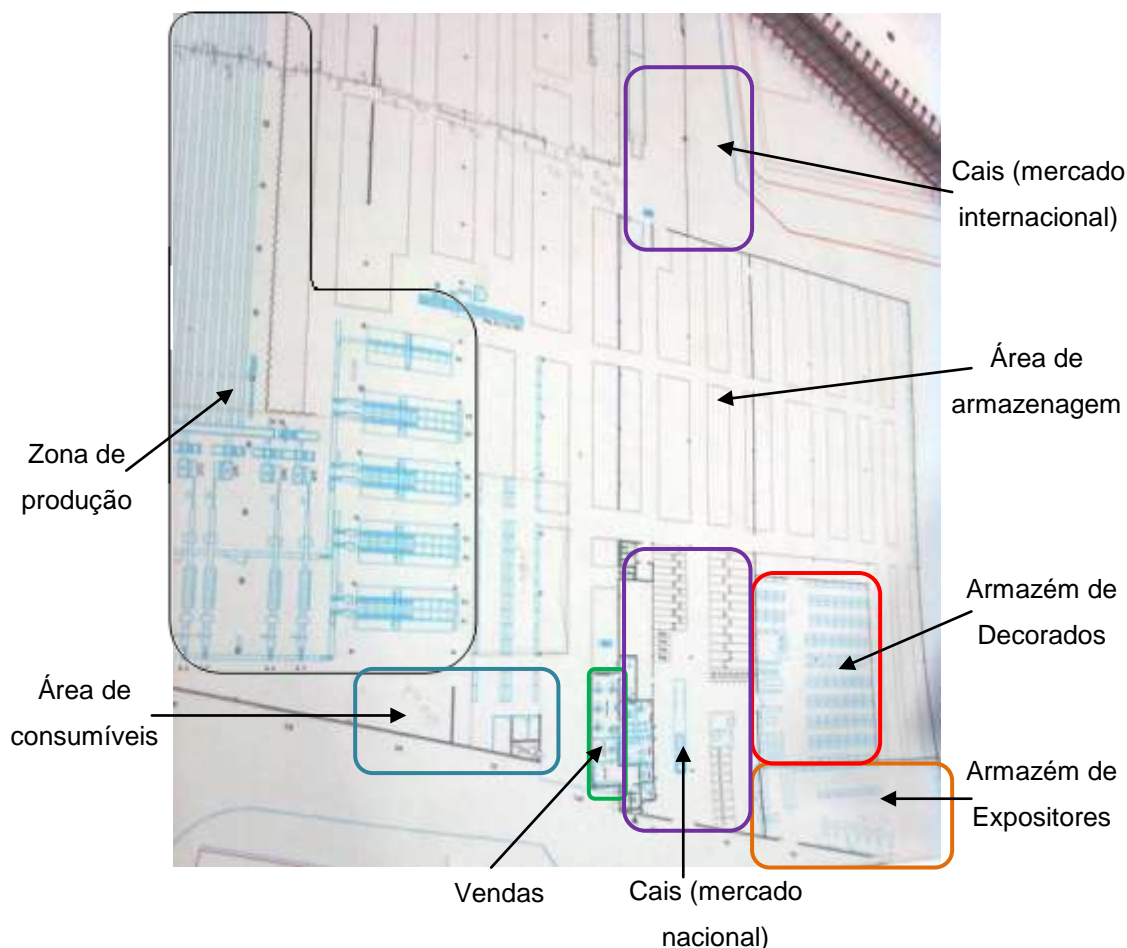 Cais (mercado
internacional)
Área de
armazenagem
Zona de
produção
Armazém de
Decorados
Área de
consumíveis
Armazém de
Expositores
Vendas
Cais (mercado
nacional)